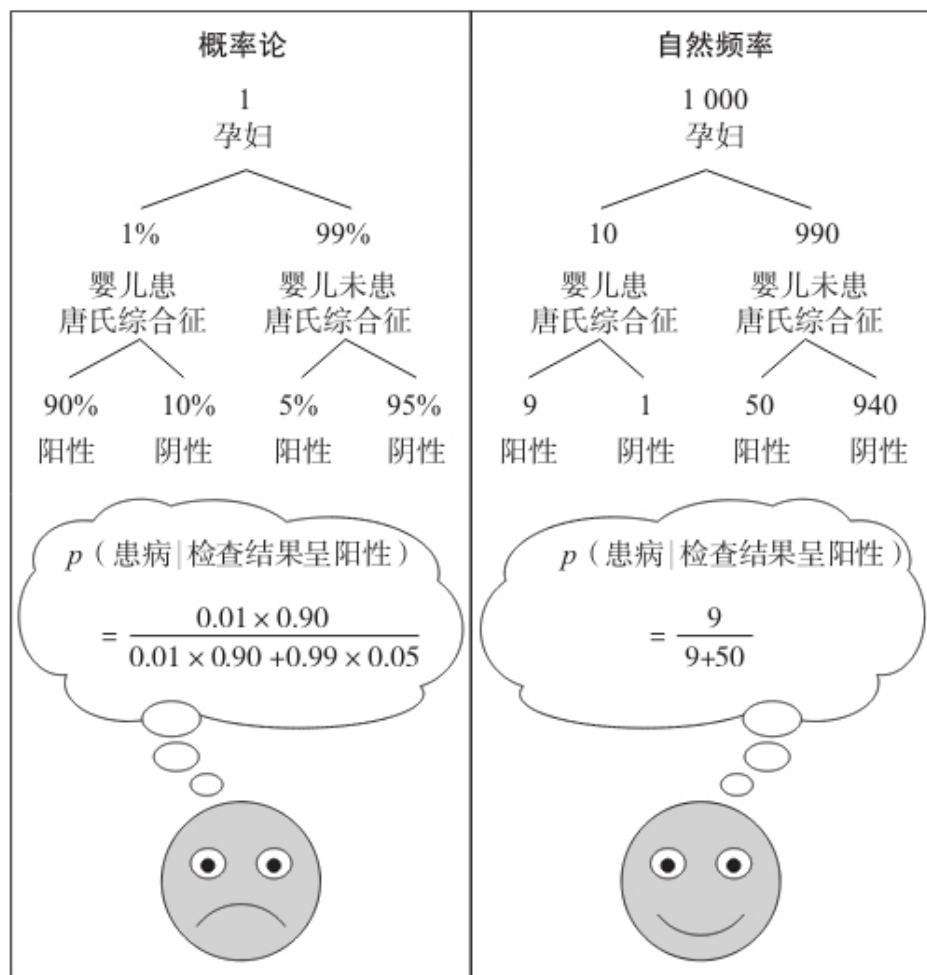 概率论
1
孕妇
1% 99%
婴儿患 婴儿未患
唐氏综合征 唐氏综合征
90% 10% 5% 95%
阳性 阴性 阳性 阴性
p（患病|检查结果呈阳性）
0.01 × 0.90
=
0.01 × 0.90 +0.99 × 0.05
自然频率
1 000
孕妇
10 990
婴儿患 婴儿未患
唐氏综合征 唐氏综合征
9 1 50 940
阳性 阴性 阳性 阴性
p（患病|检查结果呈阳性）
9
=
9+50